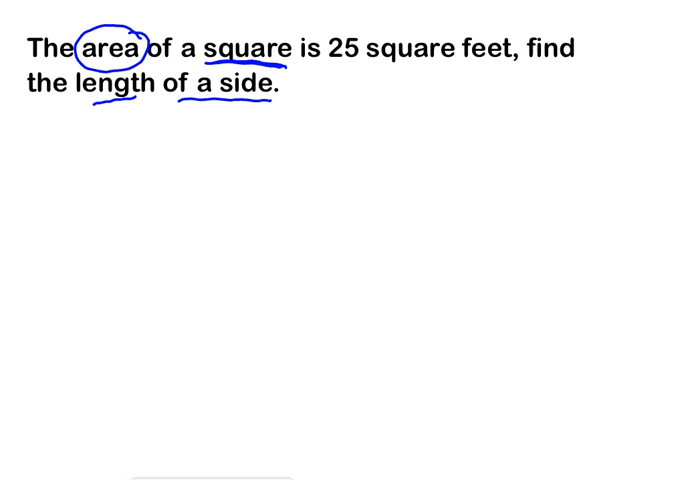 The area of a square is 25 square feet, find
the length of a side.